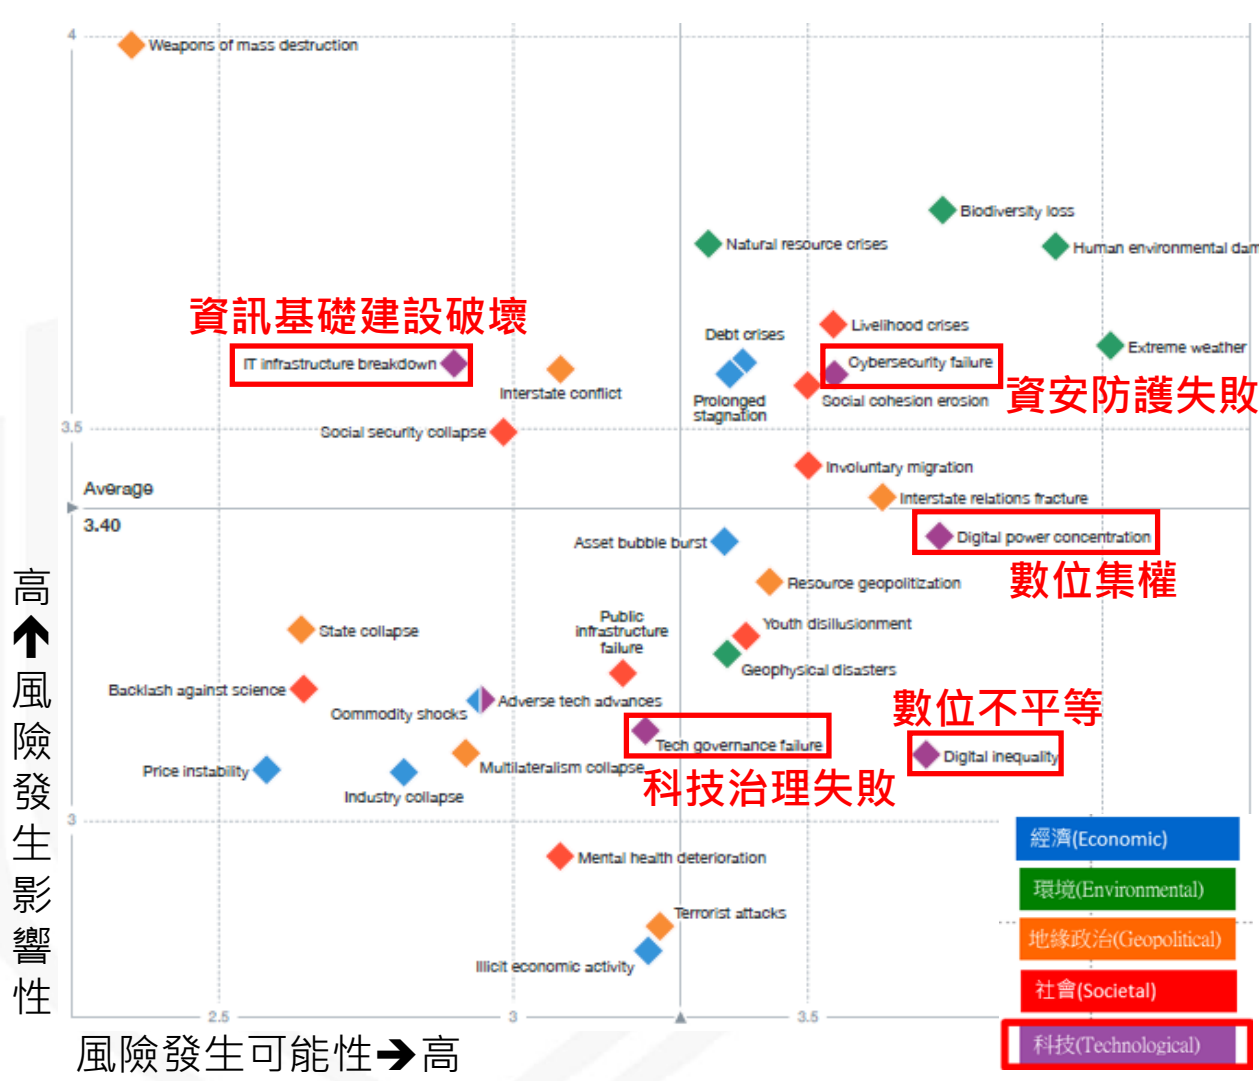 4
Weapons of mass destruction
Biodiversity loss
Natural resource crises
Human environmental dam
資訊基礎建設破壞
Livelihood crises
Debt crises
Extreme weather
IT infrastructure breakdown
Cybersecurity failure
Interstate conflict
Prolonged
stagnation
Social cohesion erosion
資安防護失敗
3.5
Social security collapse
Involuntary migration
Average
Interstate relations fracture
3.40
Asset bubble burst
Digital power concentration
數位集權
Resource geopolitization
Public
infrastructure
failure
State collapse
Youth disillusionment
Geophysical disasters
Backlash against science
Commodity shocks
Adverse tech advances
數位不平等
Tech governance failure
Digital inequality
Price instability
Multilateralism collapse
Industry collapse
科技治理失敗
3
經濟(Economic)
Mental health deterioration
環境(Environmental)
Terrorist attacks
地緣政治(Geopolitical)
Illicit economic activity
社會(Societal)
2.5
3
3.5
科技(Technological)
高
風險發生影響性
風險發生可能性➔高